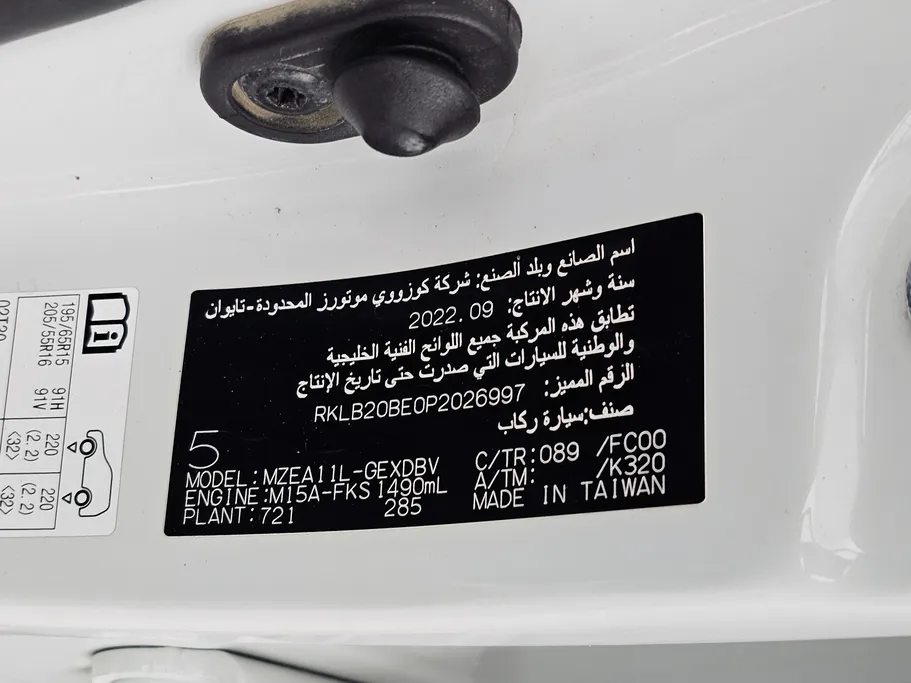 اسم الصانع وبلد الصنع: شركة كوزووي موتورز المحدودة-تايوان
سنة وشهر الانتاج: 2022.09
تطابق هذه المركبة جميع اللوائح الفنية الخليجية
والوطنية للسيارات التي صدرت حتى تاريخ الإنتاج
الرقم المميز: RKLB20BE0P2026997
صنف:سيارة ركاب
5
MODEL:MZEA11L-GEXDBV
ENGINE:M15A-FKS 1490mL
PLANT:721 285
C/TR:089 /FC00
A/TM: /K320
MADE IN TAIWAN
195/65R15 91H
205/55R16 91V
220
(2.2)
<32>
220
(2.2)
<32>